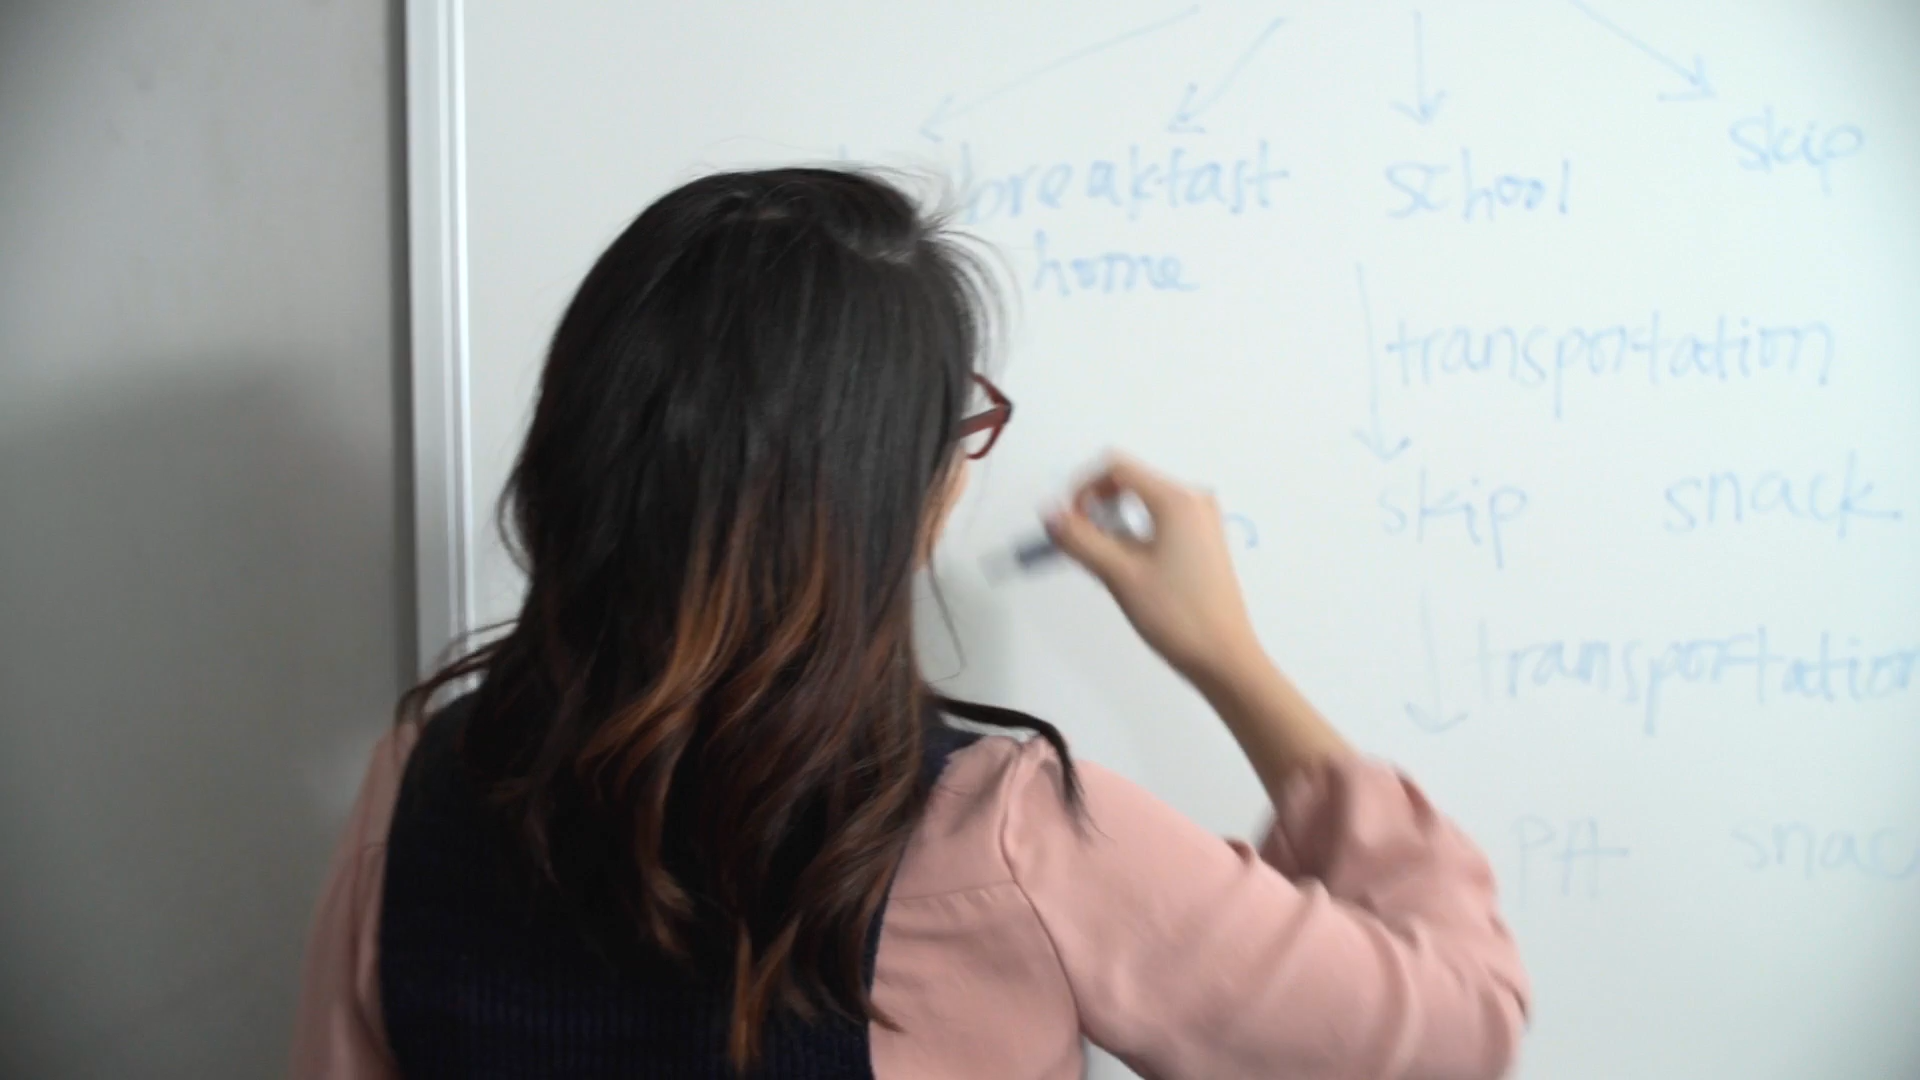 breakfast school skip
home
transportation
skip snack
transportation
PA snac